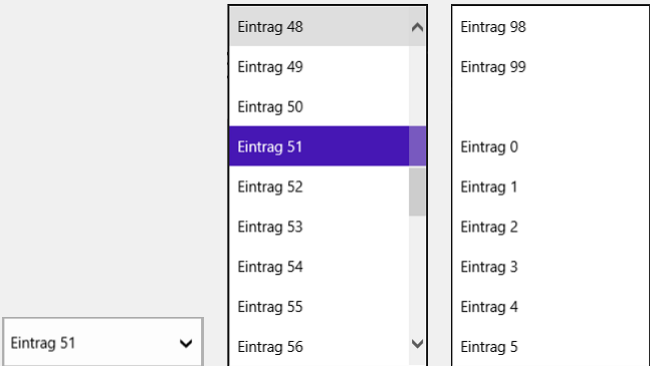 Eintrag 51
Eintrag 48
Eintrag 49
Eintrag 50
Eintrag 51
Eintrag 52
Eintrag 53
Eintrag 54
Eintrag 55
Eintrag 56
Eintrag 98
Eintrag 99
Eintrag 0
Eintrag 1
Eintrag 2
Eintrag 3
Eintrag 4
Eintrag 5